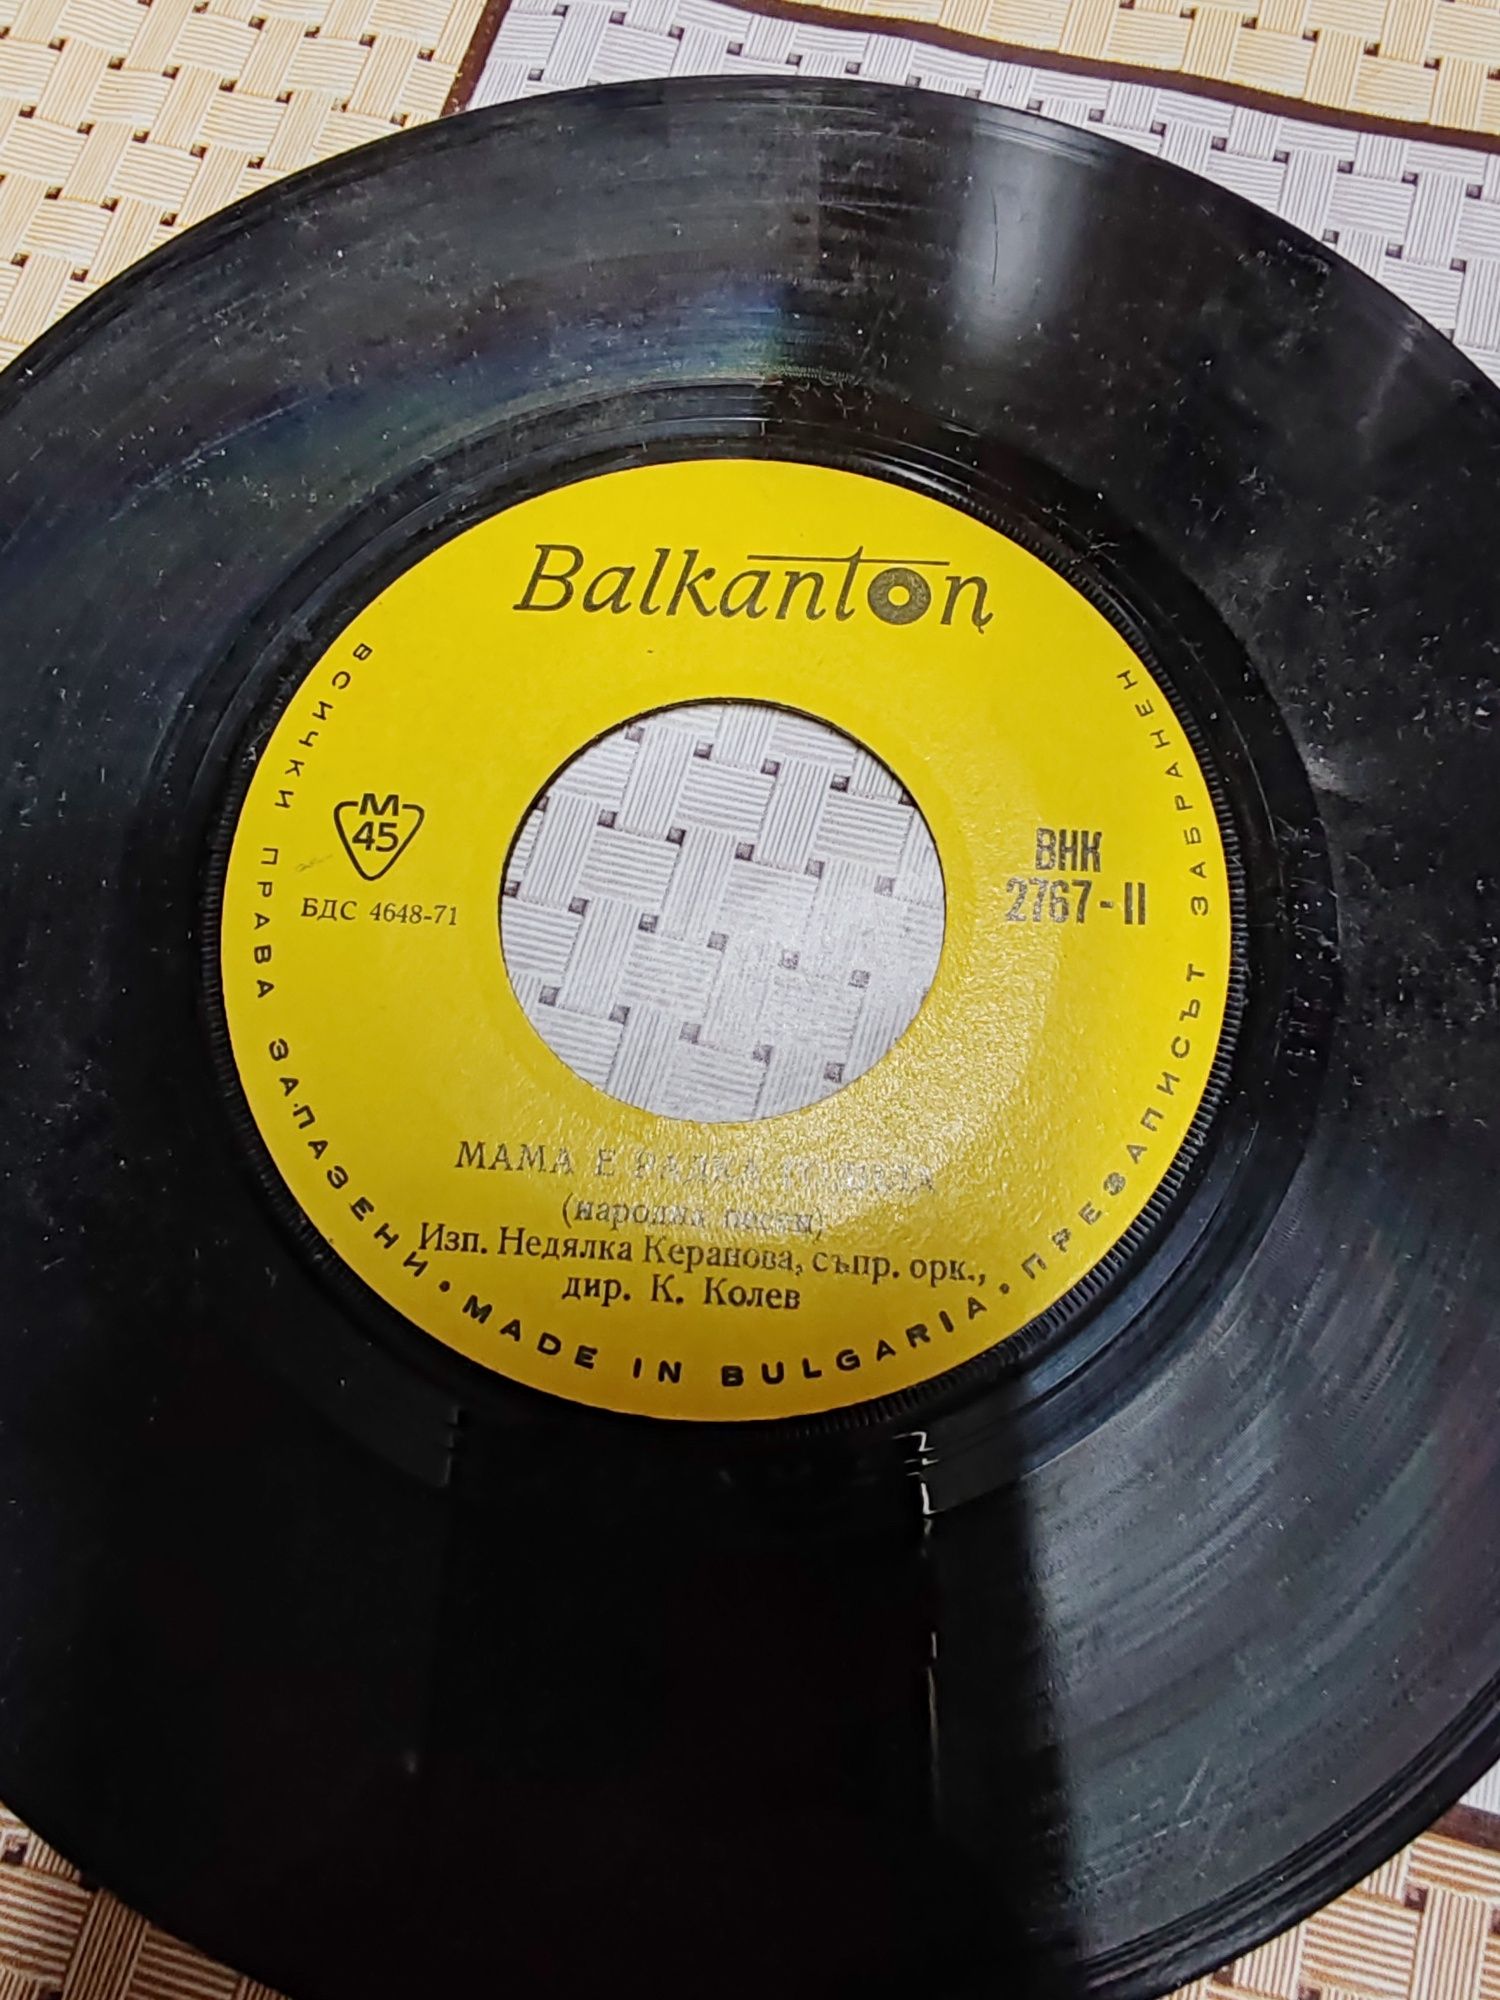 Balkanton
М
45
БДС 4648-71
ВНК
2767-II
МАМА Е РАДКА
(народна песен)
Изп. Недялка Керанова, съпр. орк.,
дир. К. Колев
ВСИЧКИ ПРАВА ЗАПАЗЕНИ • MADE IN BULGARIA • ПРЕЗАПИСЪТ ЗАБРАНЕН